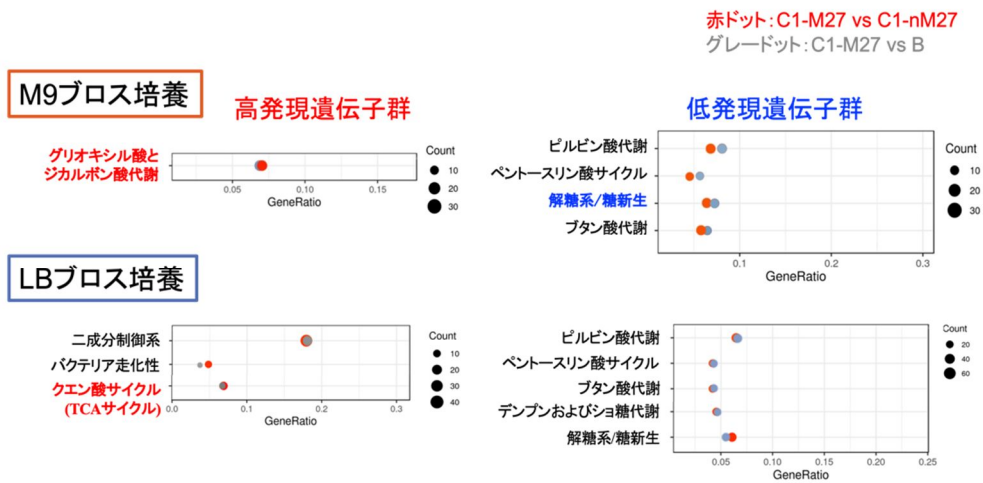 赤ドット：C1-M27 vs C1-nM27
グレードット：C1-M27 vs B
M9ブロス培養
高発現遺伝子群
低発現遺伝子群
グリオキシル酸と
ジカルボン酸代謝
0.05 0.10 0.15
GeneRatio
Count
10
20
30
ピルビン酸代謝
ペントースリン酸サイクル
解糖系/糖新生
ブタン酸代謝
0.1 0.2 0.3
GeneRatio
Count
10
20
30
LBブロス培養
二成分制御系
バクテリア走化性
クエン酸サイクル
(TCAサイクル)
0.0 0.1 0.2 0.3
GeneRatio
Count
10
20
30
40
ピルビン酸代謝
ペントースリン酸サイクル
ブタン酸代謝
デンプンおよびショ糖代謝
解糖系/糖新生
0.05 0.10 0.15 0.20 0.25
GeneRatio
Count
20
40
60